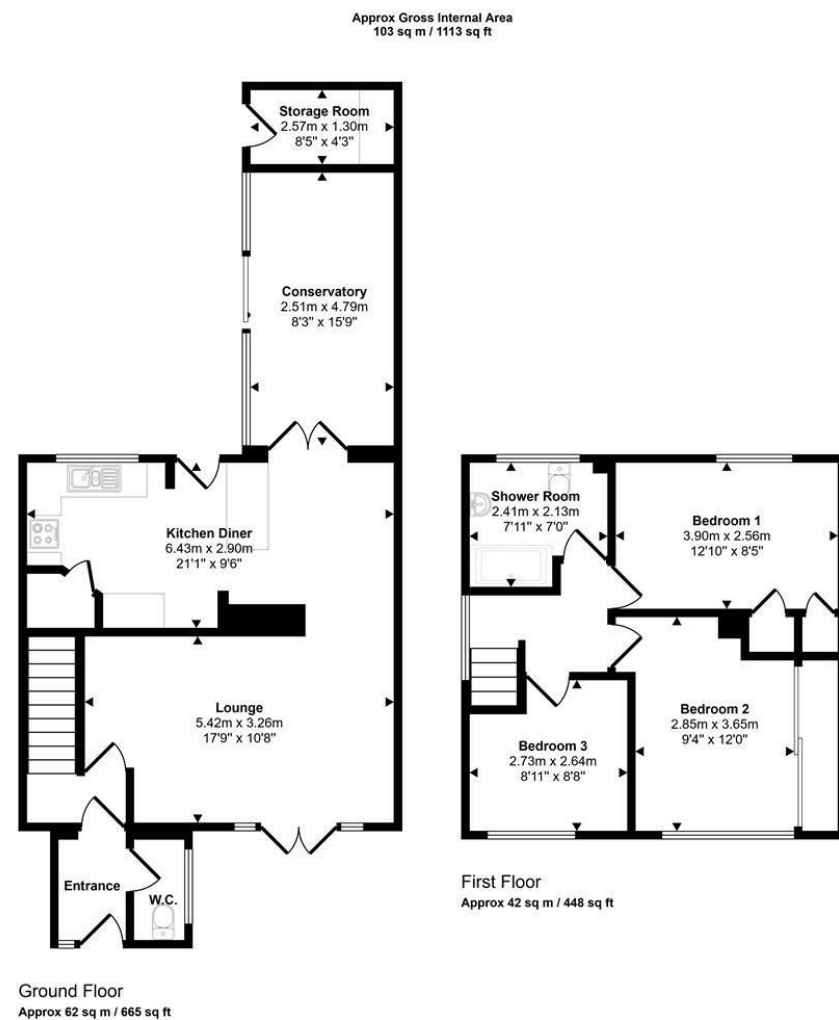 Approx Gross Internal Area
103 sq m / 1113 sq ft
Storage Room
2.57m x 1.30m
8'5" x 4'3"
Conservatory
2.51m x 4.79m
8'3" x 15'9"
Kitchen Diner
6.43m x 2.90m
21'1" x 9'6"
Lounge
5.42m x 3.26m
17'9" x 10'8"
Entrance
W.C.
Ground Floor
Approx 62 sq m / 665 sq ft
Shower Room
2.41m x 2.13m
7'11" x 7'0"
Bedroom 1
3.90m x 2.56m
12'10" x 8'5"
Bedroom 2
2.85m x 3.65m
9'4" x 12'0"
Bedroom 3
2.73m x 2.64m
8'11" x 8'8"
First Floor
Approx 42 sq m / 448 sq ft